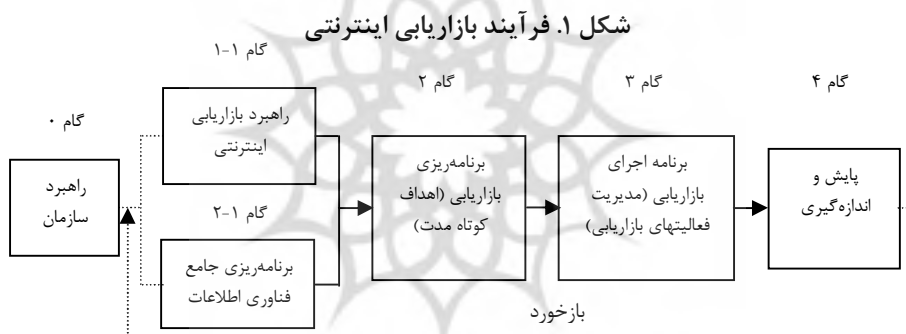 شکل ۱. فرآیند بازاریابی اینترنتی
گام ۰
راهبرد
سازمان
گام ۱-۱
راهبرد بازاریابی
اینترنتی
گام ۲-۱
برنامه‌ریزی جامع
فناوری اطلاعات
گام ۲
برنامه‌ریزی
بازاریابی (اهداف
کوتاه مدت)
گام ۳
برنامه اجرای
بازاریابی (مدیریت
فعالیتهای بازاریابی)
گام ۴
پایش و
اندازه‌گیری
بازخورد